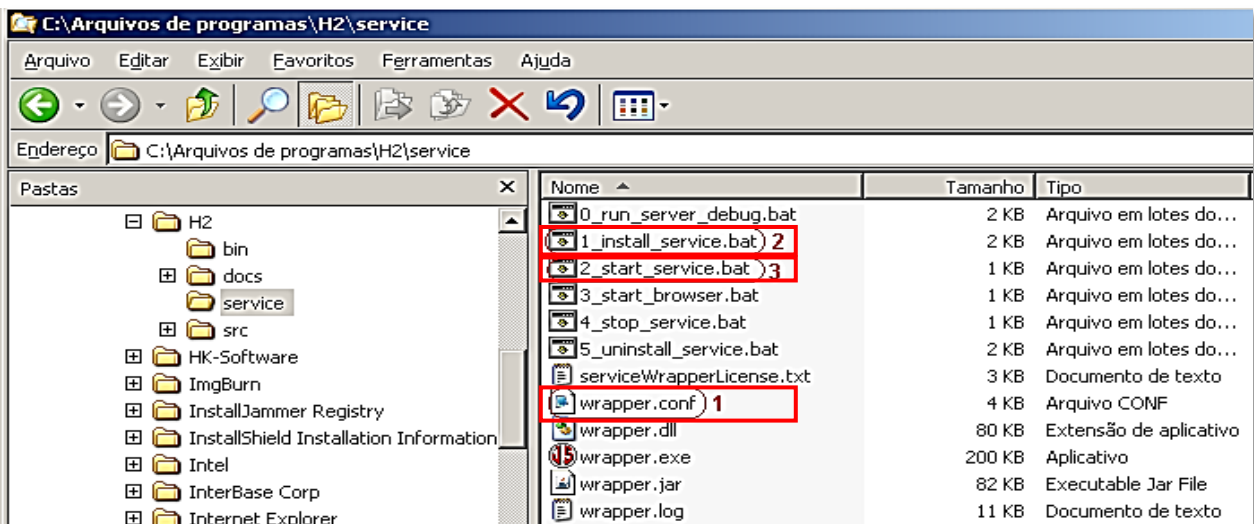 C:\Arquivos de programas\H2\service
Arquivo Editar Exibir Favoritos Ferramentas Ajuda
Endereço C:\Arquivos de programas\H2\service
Pastas
H2
bin
docs
service
src
HK-Software
ImgBurn
InstallJammer Registry
InstallShield Installation Information
Intel
InterBase Corp
Internet Explorer
Nome Tamanho Tipo
0_run_server_debug.bat 2 KB Arquivo em lotes do...
1_install_service.bat 2 2 KB Arquivo em lotes do...
2_start_service.bat 3 1 KB Arquivo em lotes do...
3_start_browser.bat 1 KB Arquivo em lotes do...
4_stop_service.bat 1 KB Arquivo em lotes do...
5_uninstall_service.bat 2 KB Arquivo em lotes do...
serviceWrapperLicense.txt 3 KB Documento de texto
wrapper.conf 1 4 KB Arquivo CONF
wrapper.dll 80 KB Extensão de aplicativo
wrapper.exe 200 KB Aplicativo
wrapper.jar 82 KB Executable Jar File
wrapper.log 11 KB Documento de texto